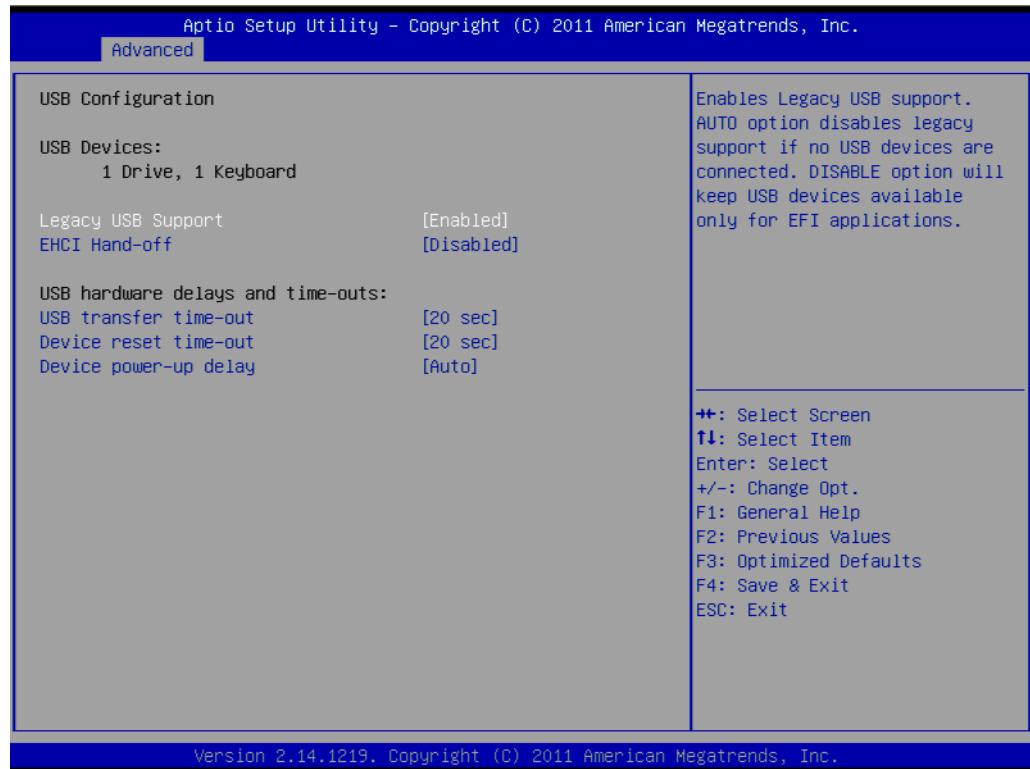 Aptio Setup Utility – Copyright (C) 2011 American Megatrends, Inc.
Advanced
USB Configuration
USB Devices:
1 Drive, 1 Keyboard
Legacy USB Support [Enabled]
EHCI Hand-off [Disabled]
USB hardware delays and time-outs:
USB transfer time-out [20 sec]
Device reset time-out [20 sec]
Device power-up delay [Auto]
Enables Legacy USB support.
AUTO option disables legacy
support if no USB devices are
connected. DISABLE option will
keep USB devices available
only for EFI applications.
→←: Select Screen
↑↓: Select Item
Enter: Select
+/-: Change Opt.
F1: General Help
F2: Previous Values
F3: Optimized Defaults
F4: Save & Exit
ESC: Exit
Version 2.14.1219. Copyright (C) 2011 American Megatrends, Inc.